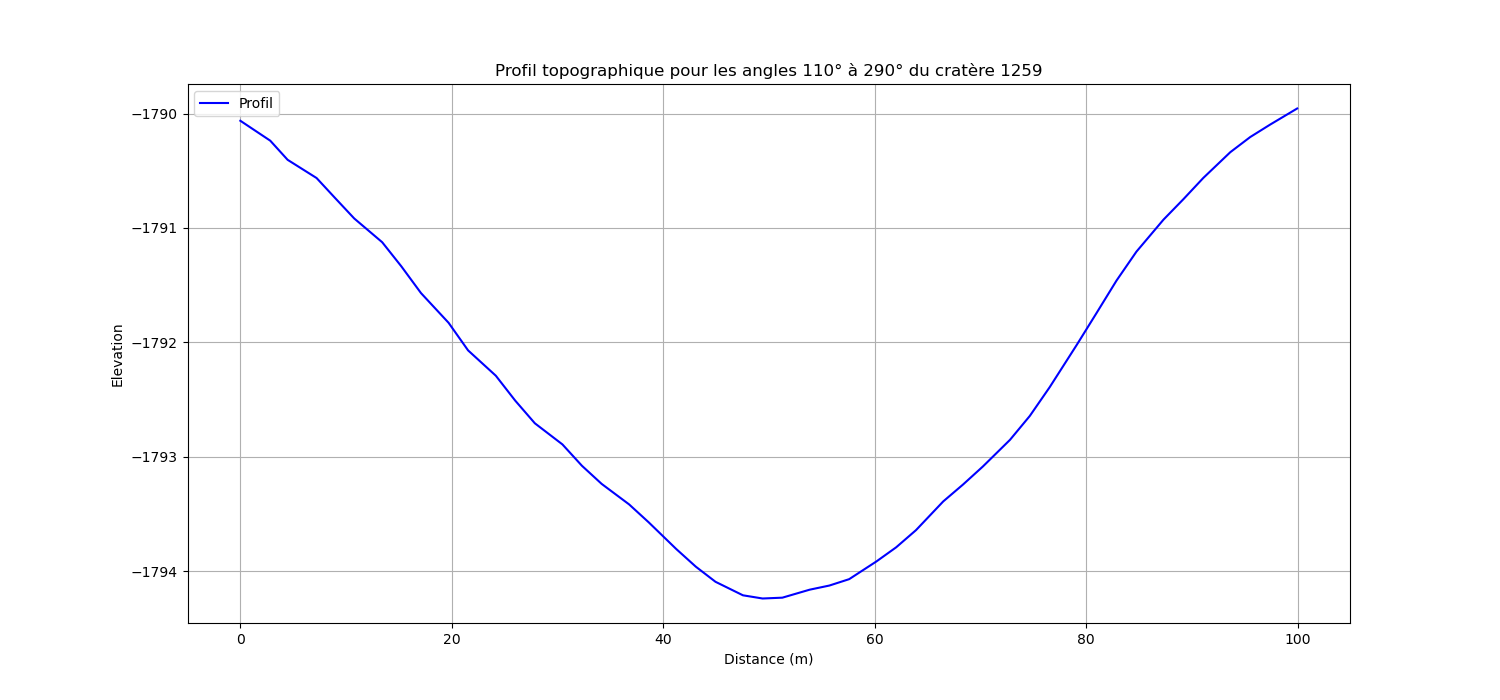 Profil topographique pour les angles 110° à 290° du cratère 1259
Profil
−1790
−1791
−1792
−1793
−1794
Elevation
0 20 40 60 80 100
Distance (m)